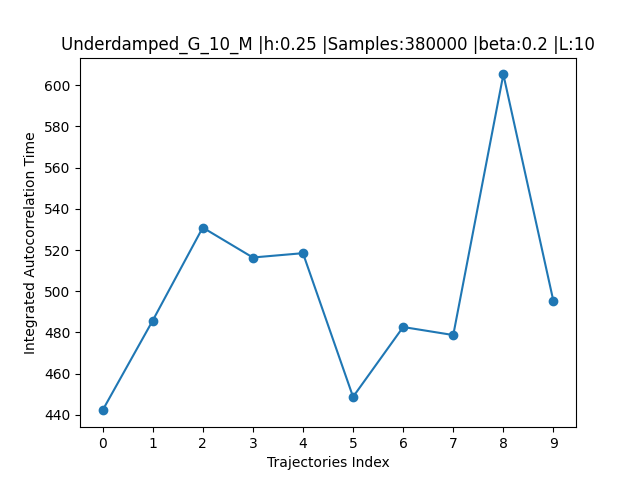 Underdamped_G_10_M |h:0.25 |Samples:380000 |beta:0.2 |L:10
Integrated Autocorrelation Time
600
580
560
540
520
500
480
460
440
0 1 2 3 4 5 6 7 8 9
Trajectories Index